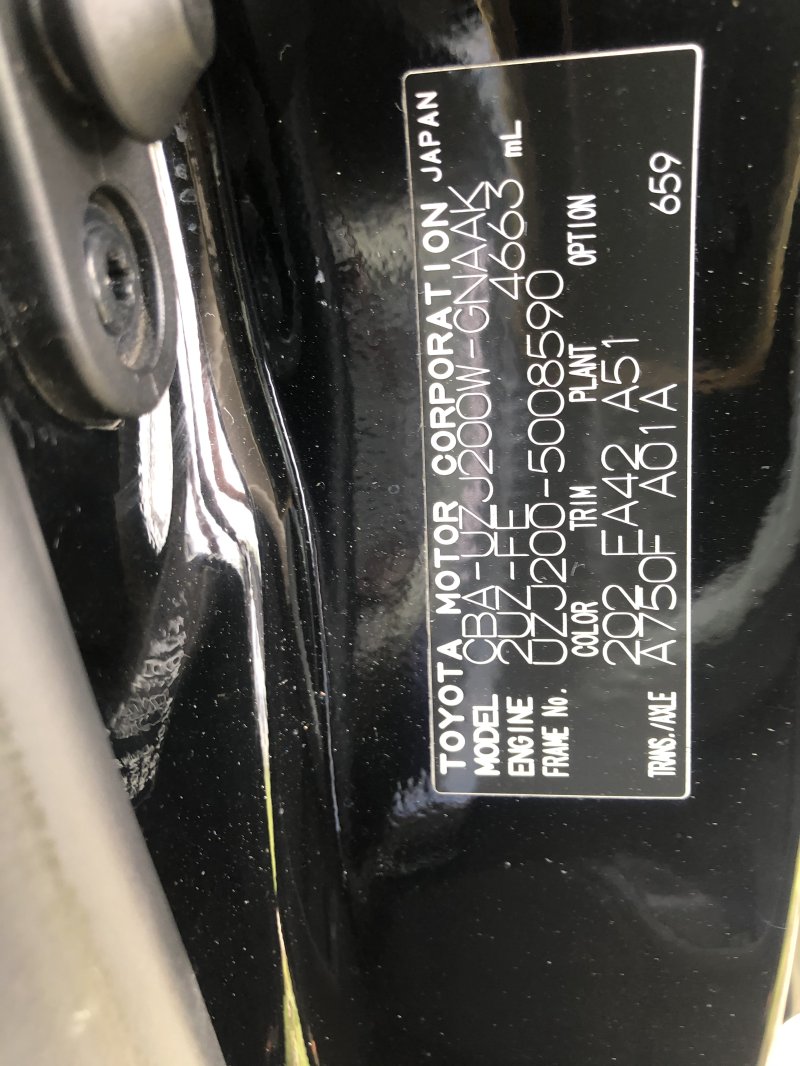 TOYOTA MOTOR CORPORATION JAPAN
MODEL CBA-UZJ200W-GNAAK
ENGINE 2UZ-FE 4663 mL
FRAME No. UZJ200-5008590
COLOR TRIM PLANT OPTION
202 FA42 A51
TRANS./AXLE A750F A01A 659